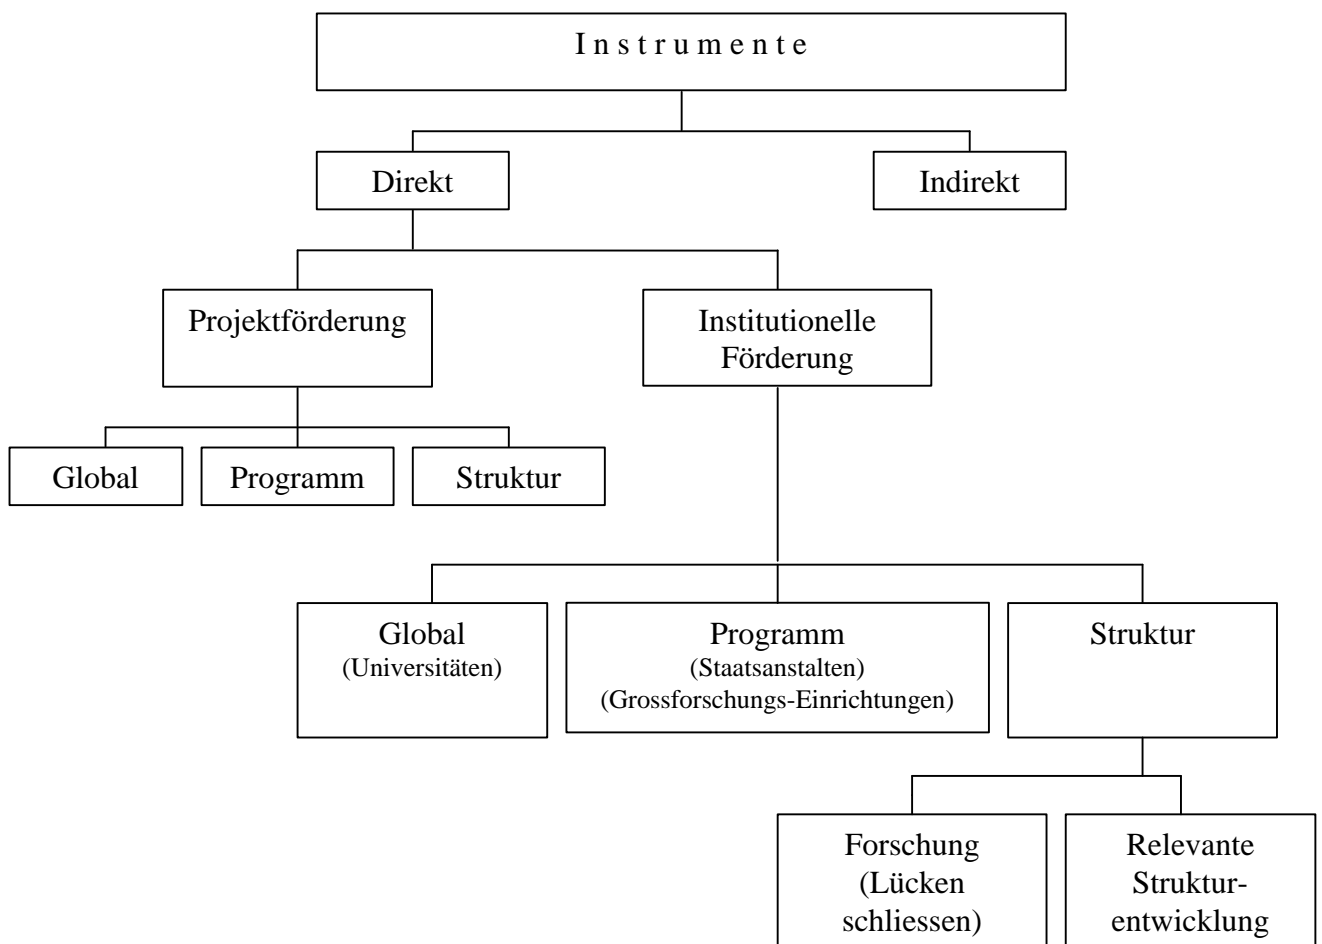 Instrumente
Direkt
Indirekt
Projektförderung
Institutionelle
Förderung
Global
Programm
Struktur
Global
(Universitäten)
Programm
(Staatsanstalten)
(Grossforschungs-Einrichtungen)
Struktur
Forschung
(Lücken
schliessen)
Relevante
Struktur-
entwicklung